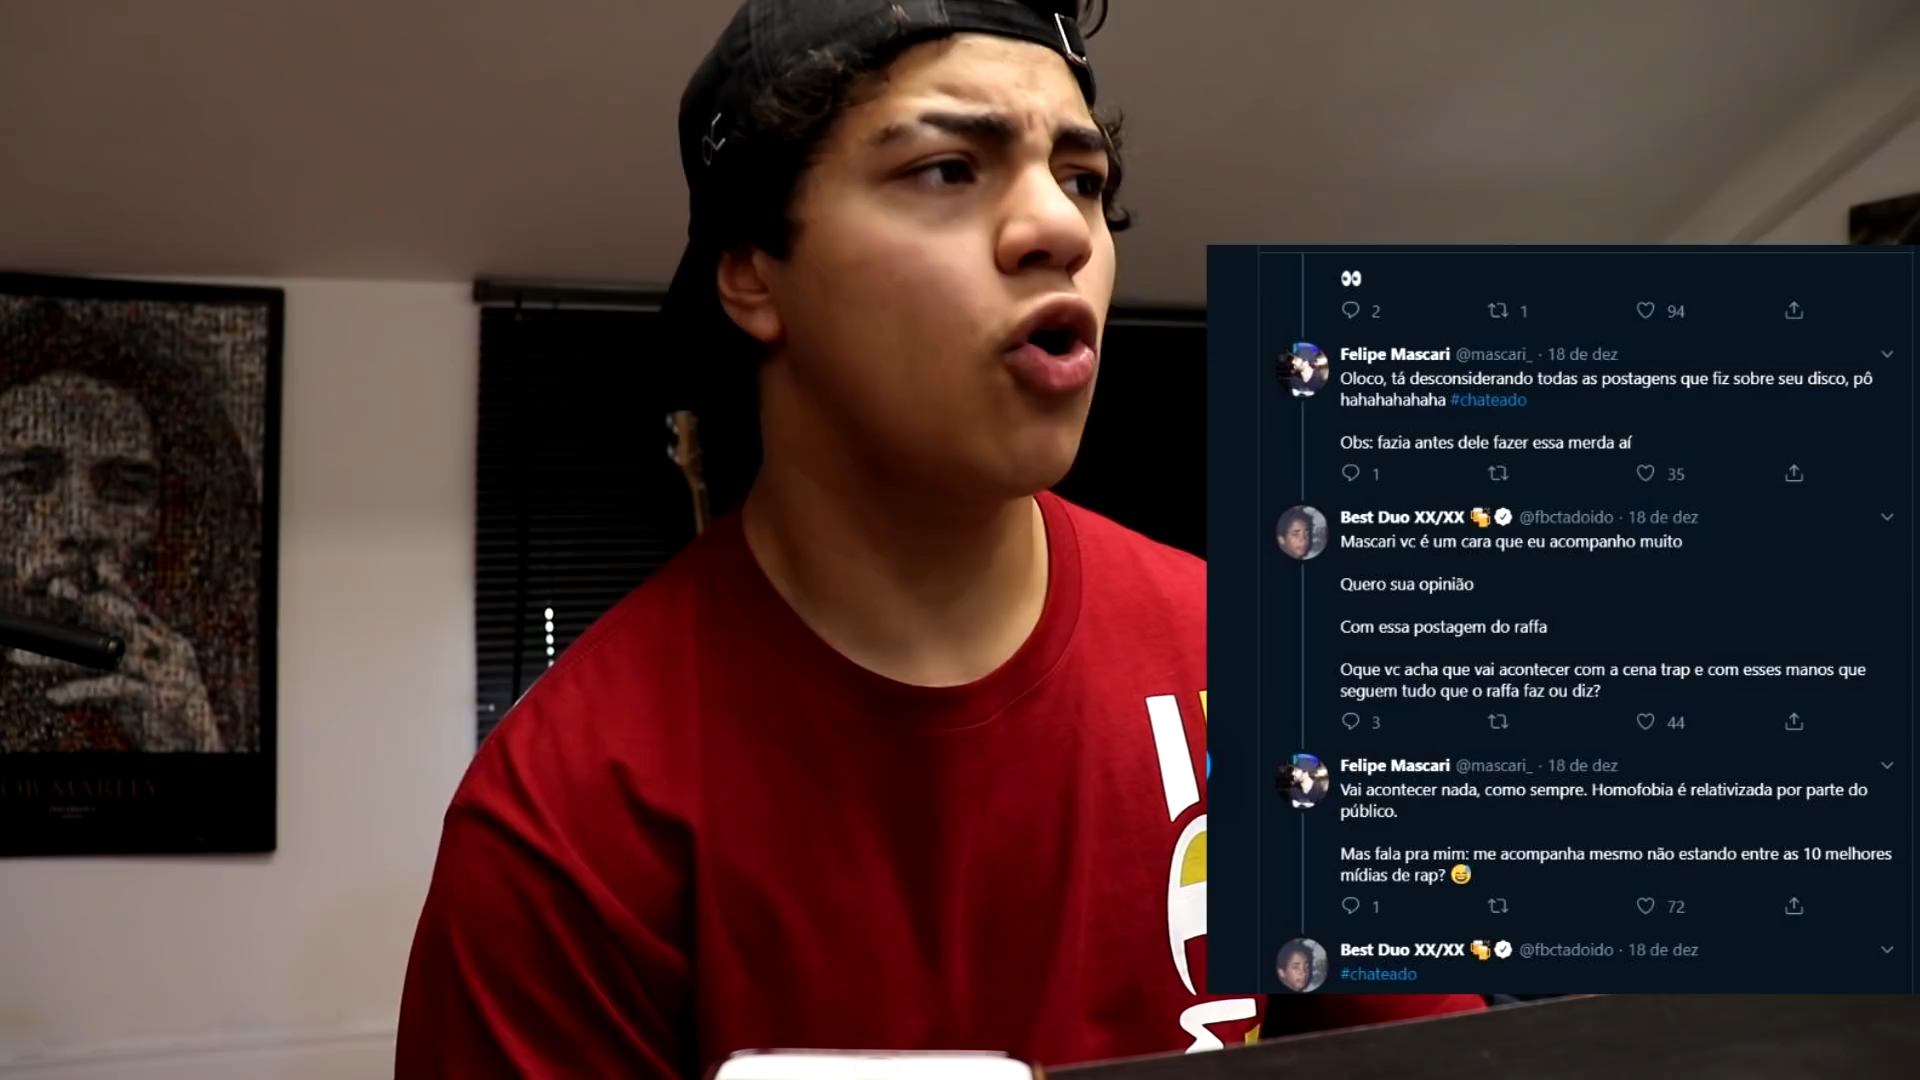 👀
2 1 94
Felipe Mascari @mascari_ · 18 de dez
Oloco, tá desconsiderando todas as postagens que fiz sobre seu disco, pô
hahahahahaha #chateado
Obs: fazia antes dele fazer essa merda aí
1 35
Best Duo XX/XX 🍻 @fbctadoido · 18 de dez
Mascari vc é um cara que eu acompanho muito
Quero sua opinião
Com essa postagem do raffa
Oque vc acha que vai acontecer com a cena trap e com esses manos que
seguem tudo que o raffa faz ou diz?
3 44
Felipe Mascari @mascari_ · 18 de dez
Vai acontecer nada, como sempre. Homofobia é relativizada por parte do
público.
Mas fala pra mim: me acompanha mesmo não estando entre as 10 melhores
mídias de rap? 😅
1 72
Best Duo XX/XX 🍻 @fbctadoido · 18 de dez
#chateado
OB MARLEY